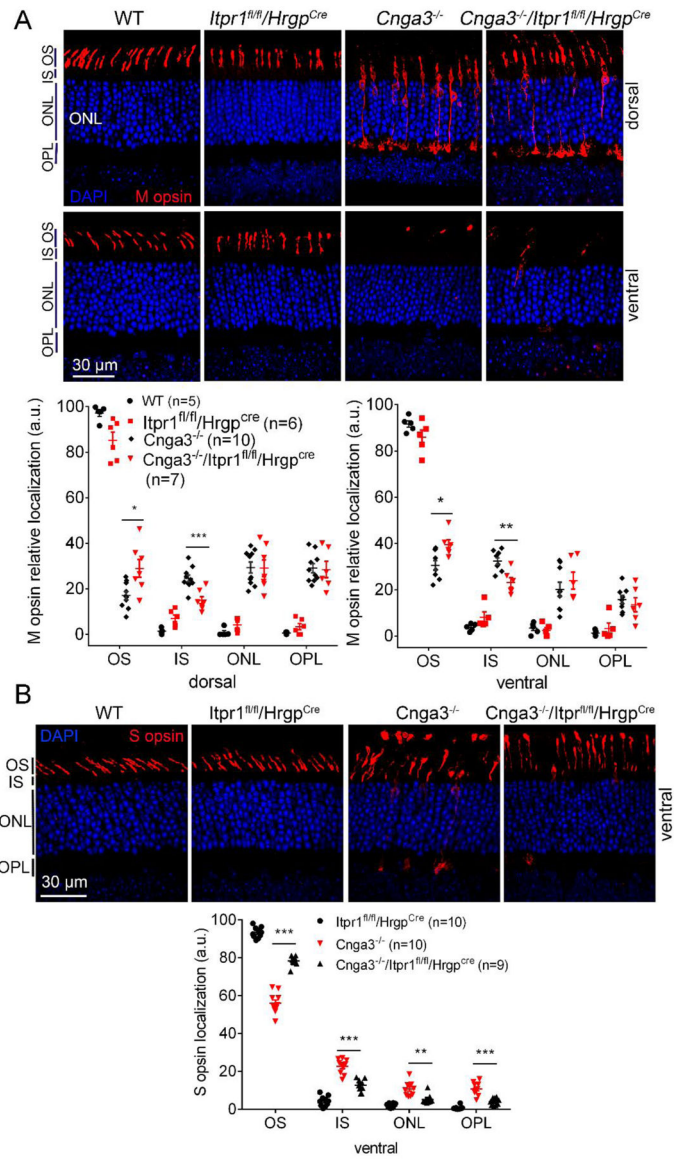 A
WT
Itpr1fl/fl/HrgpCre
Cnga3-/-
Cnga3-/-/Itpr1fl/fl/HrgpCre
IS OS
ONL
OPL
ONL
DAPI
M opsin
dorsal
IS OS
ONL
OPL
30 µm
ventral
M opsin relative localization (a.u.)
100
80
60
40
20
0
WT (n=5)
Itpr1fl/fl/Hrgpcre (n=6)
Cnga3-/- (n=10)
Cnga3-/-/Itpr1fl/fl/Hrgpcre
(n=7)
*
***
OS
IS
ONL
OPL
dorsal
M opsin relative localization (a.u.)
100
80
60
40
20
0
*
**
OS
IS
ONL
OPL
ventral
B
WT
Itpr1fl/fl/HrgpCre
Cnga3-/-
Cnga3-/-/Itprfl/fl/HrgpCre
DAPI
S opsin
OS
IS
ONL
OPL
30 µm
ventral
S opsin localization (a.u.)
100
80
60
40
20
0
Itpr1fl/fl/HrgpCre (n=10)
Cnga3-/- (n=10)
Cnga3-/-/Itpr1fl/fl/Hrgpcre (n=9)
***
***
**
***
OS
IS
ONL
OPL
ventral